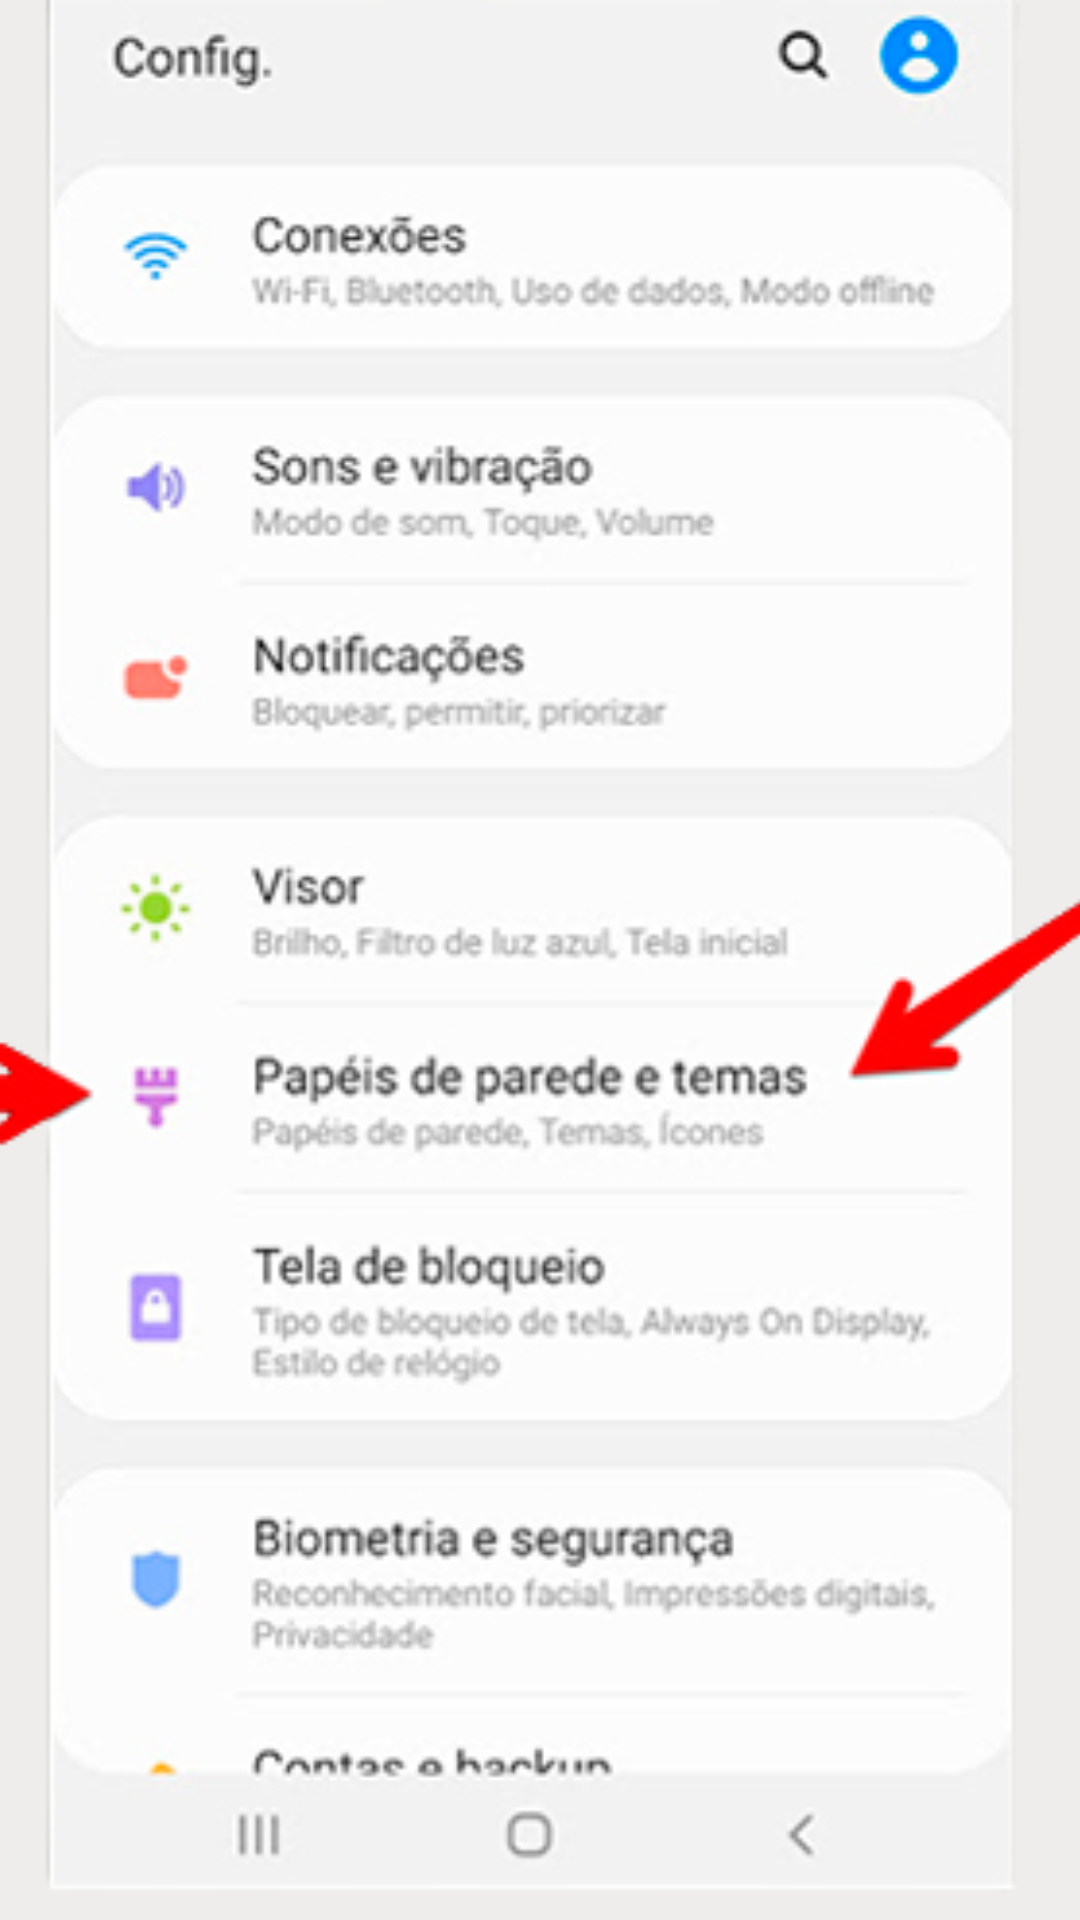 Config.
Conexões
Wi-Fi, Bluetooth, Uso de dados, Modo offline
Sons e vibração
Modo de som, Toque, Volume
Notificações
Bloquear, permitir, priorizar
Visor
Brilho, Filtro de luz azul, Tela inicial
Papéis de parede e temas
Papéis de parede, Temas, Ícones
Tela de bloqueio
Tipo de bloqueio de tela, Always On Display,
Estilo de relógio
Biometria e segurança
Reconhecimento facial, Impressões digitais,
Privacidade
Contas e backup